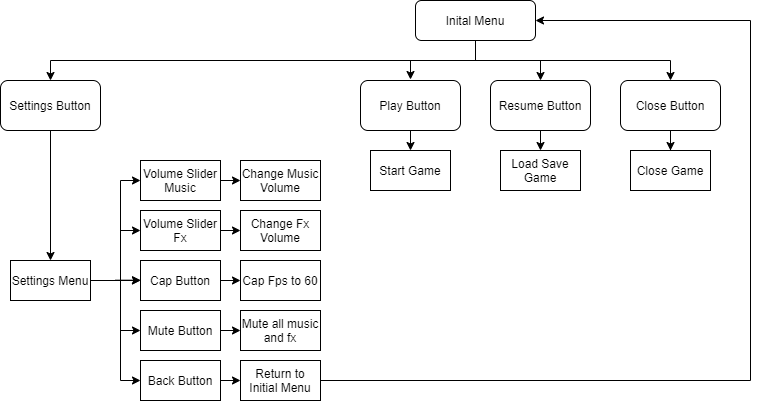 Inital Menu
Settings Button
Play Button
Resume Button
Close Button
Start Game
Load Save
Game
Close Game
Volume Slider
Music
Change Music
Volume
Volume Slider
Fx
Change Fx
Volume
Settings Menu
Cap Button
Cap Fps to 60
Mute Button
Mute all music
and fx
Back Button
Return to
Initial Menu